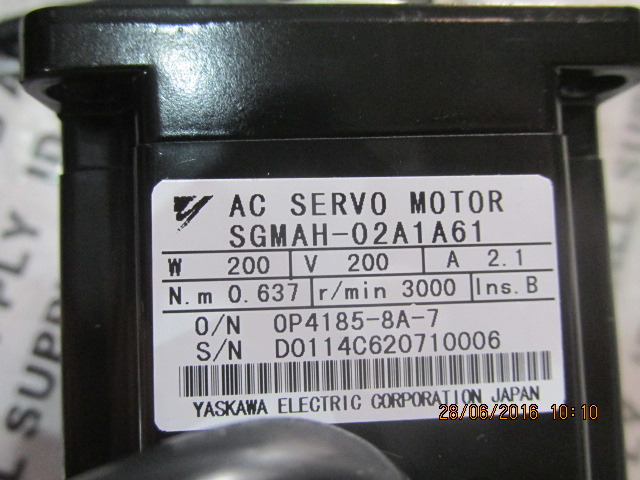 AC SERVO MOTOR
SGMAH-02A1A61
W 200 V 200 A 2.1
N.m 0.637 r/min 3000 Ins.B
O/N 0P4185-8A-7
S/N D0114C620710006
YASKAWA ELECTRIC CORPORATION JAPAN
28/06/2016 10:10